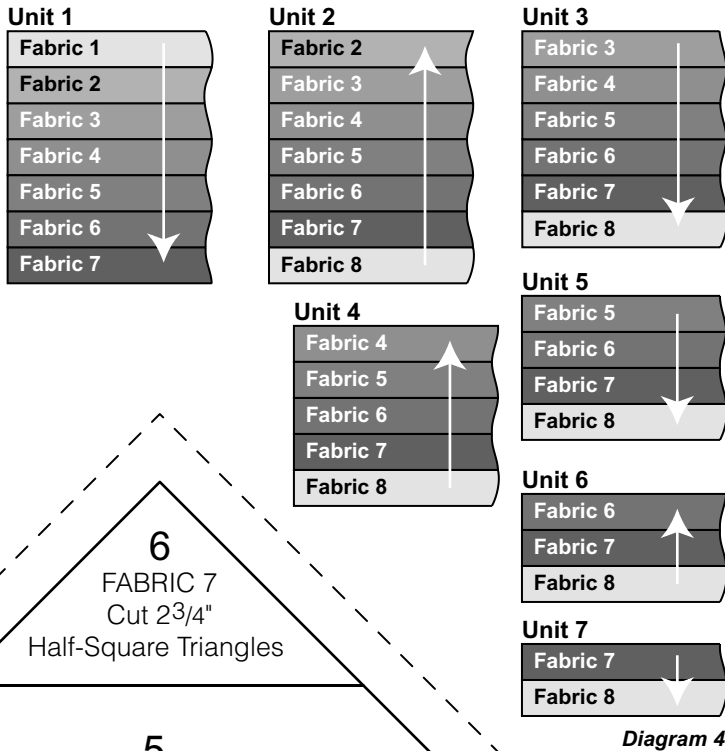 Unit 1
Fabric 1
Fabric 2
Fabric 3
Fabric 4
Fabric 5
Fabric 6
Fabric 7
Unit 2
Fabric 2
Fabric 3
Fabric 4
Fabric 5
Fabric 6
Fabric 7
Fabric 8
Unit 3
Fabric 3
Fabric 4
Fabric 5
Fabric 6
Fabric 7
Fabric 8
Unit 4
Fabric 4
Fabric 5
Fabric 6
Fabric 7
Fabric 8
Unit 5
Fabric 5
Fabric 6
Fabric 7
Fabric 8
Unit 6
Fabric 6
Fabric 7
Fabric 8
Unit 7
Fabric 7
Fabric 8
Diagram 4
6
FABRIC 7
Cut 23/4"
Half-Square Triangles
5